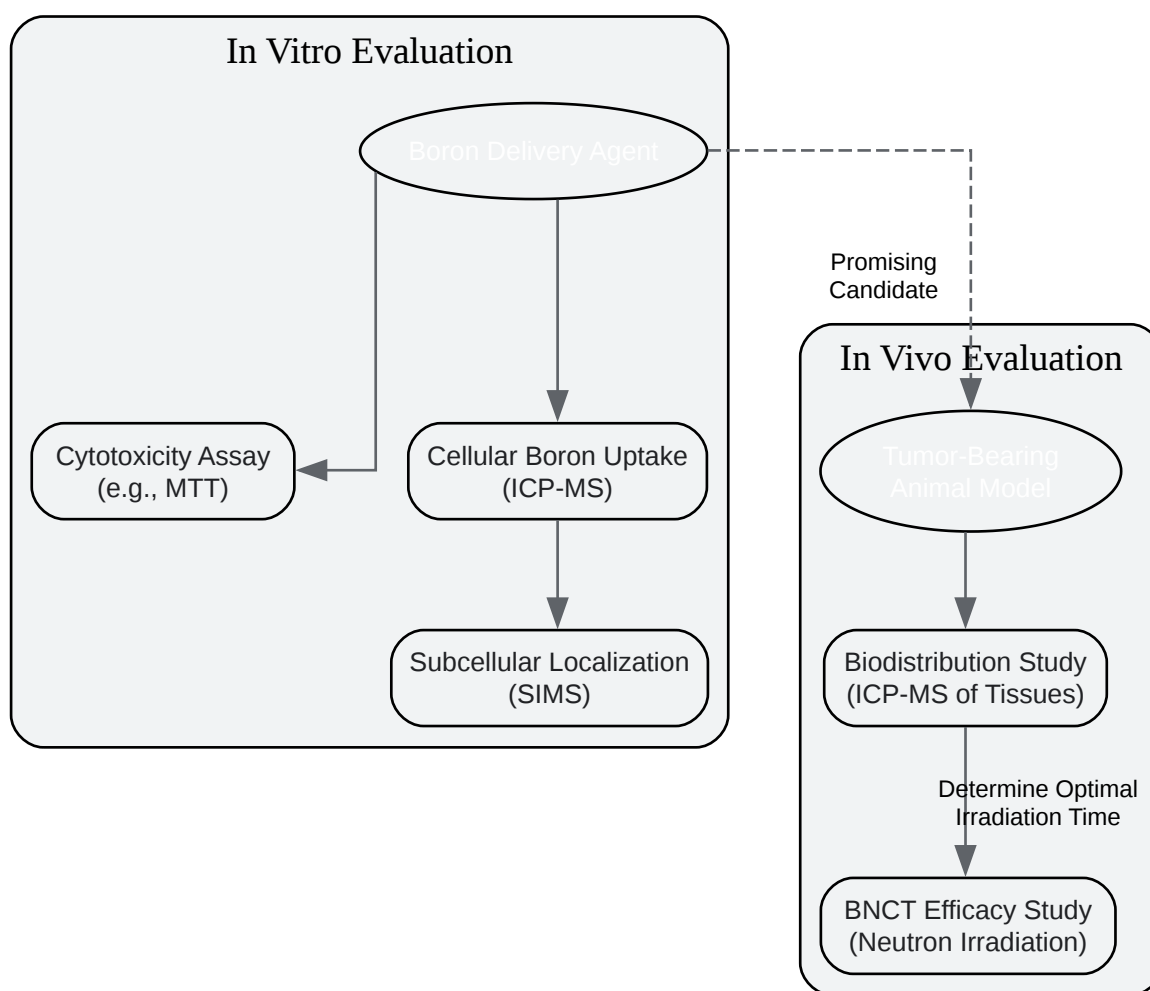 In Vitro Evaluation
Boron Delivery Agent
Promising
Candidate
Cytotoxicity Assay
(e.g., MTT)
Cellular Boron Uptake
(ICP-MS)
Subcellular Localization
(SIMS)
In Vivo Evaluation
Tumor-Bearing
Animal Model
Biodistribution Study
(ICP-MS of Tissues)
Determine Optimal
Irradiation Time
BNCT Efficacy Study
(Neutron Irradiation)